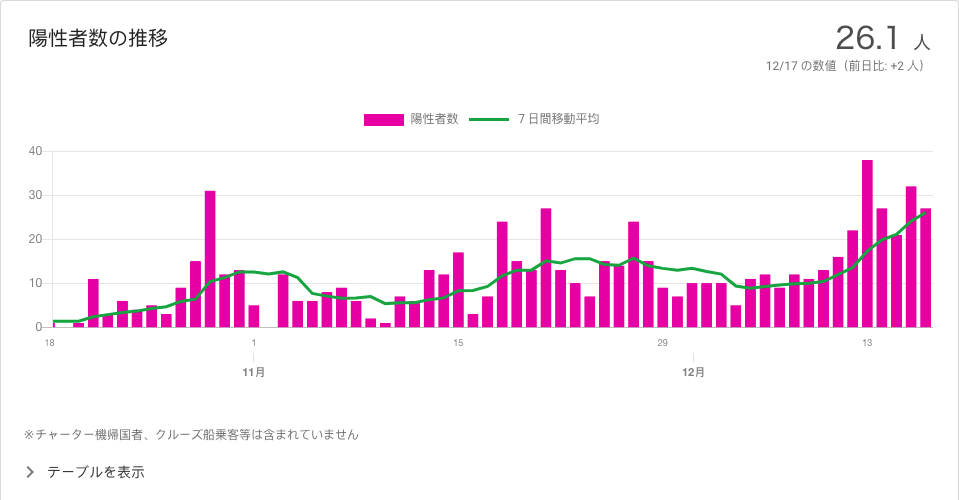 陽性者数の推移
26.1 人
12/17 の数値（前日比: +2 人）
陽性者数 7 日間移動平均
40
30
20
10
0
18 1 15 29 13
11月 12月
※チャーター機帰国者、クルーズ船乗客等は含まれていません
テーブルを表示